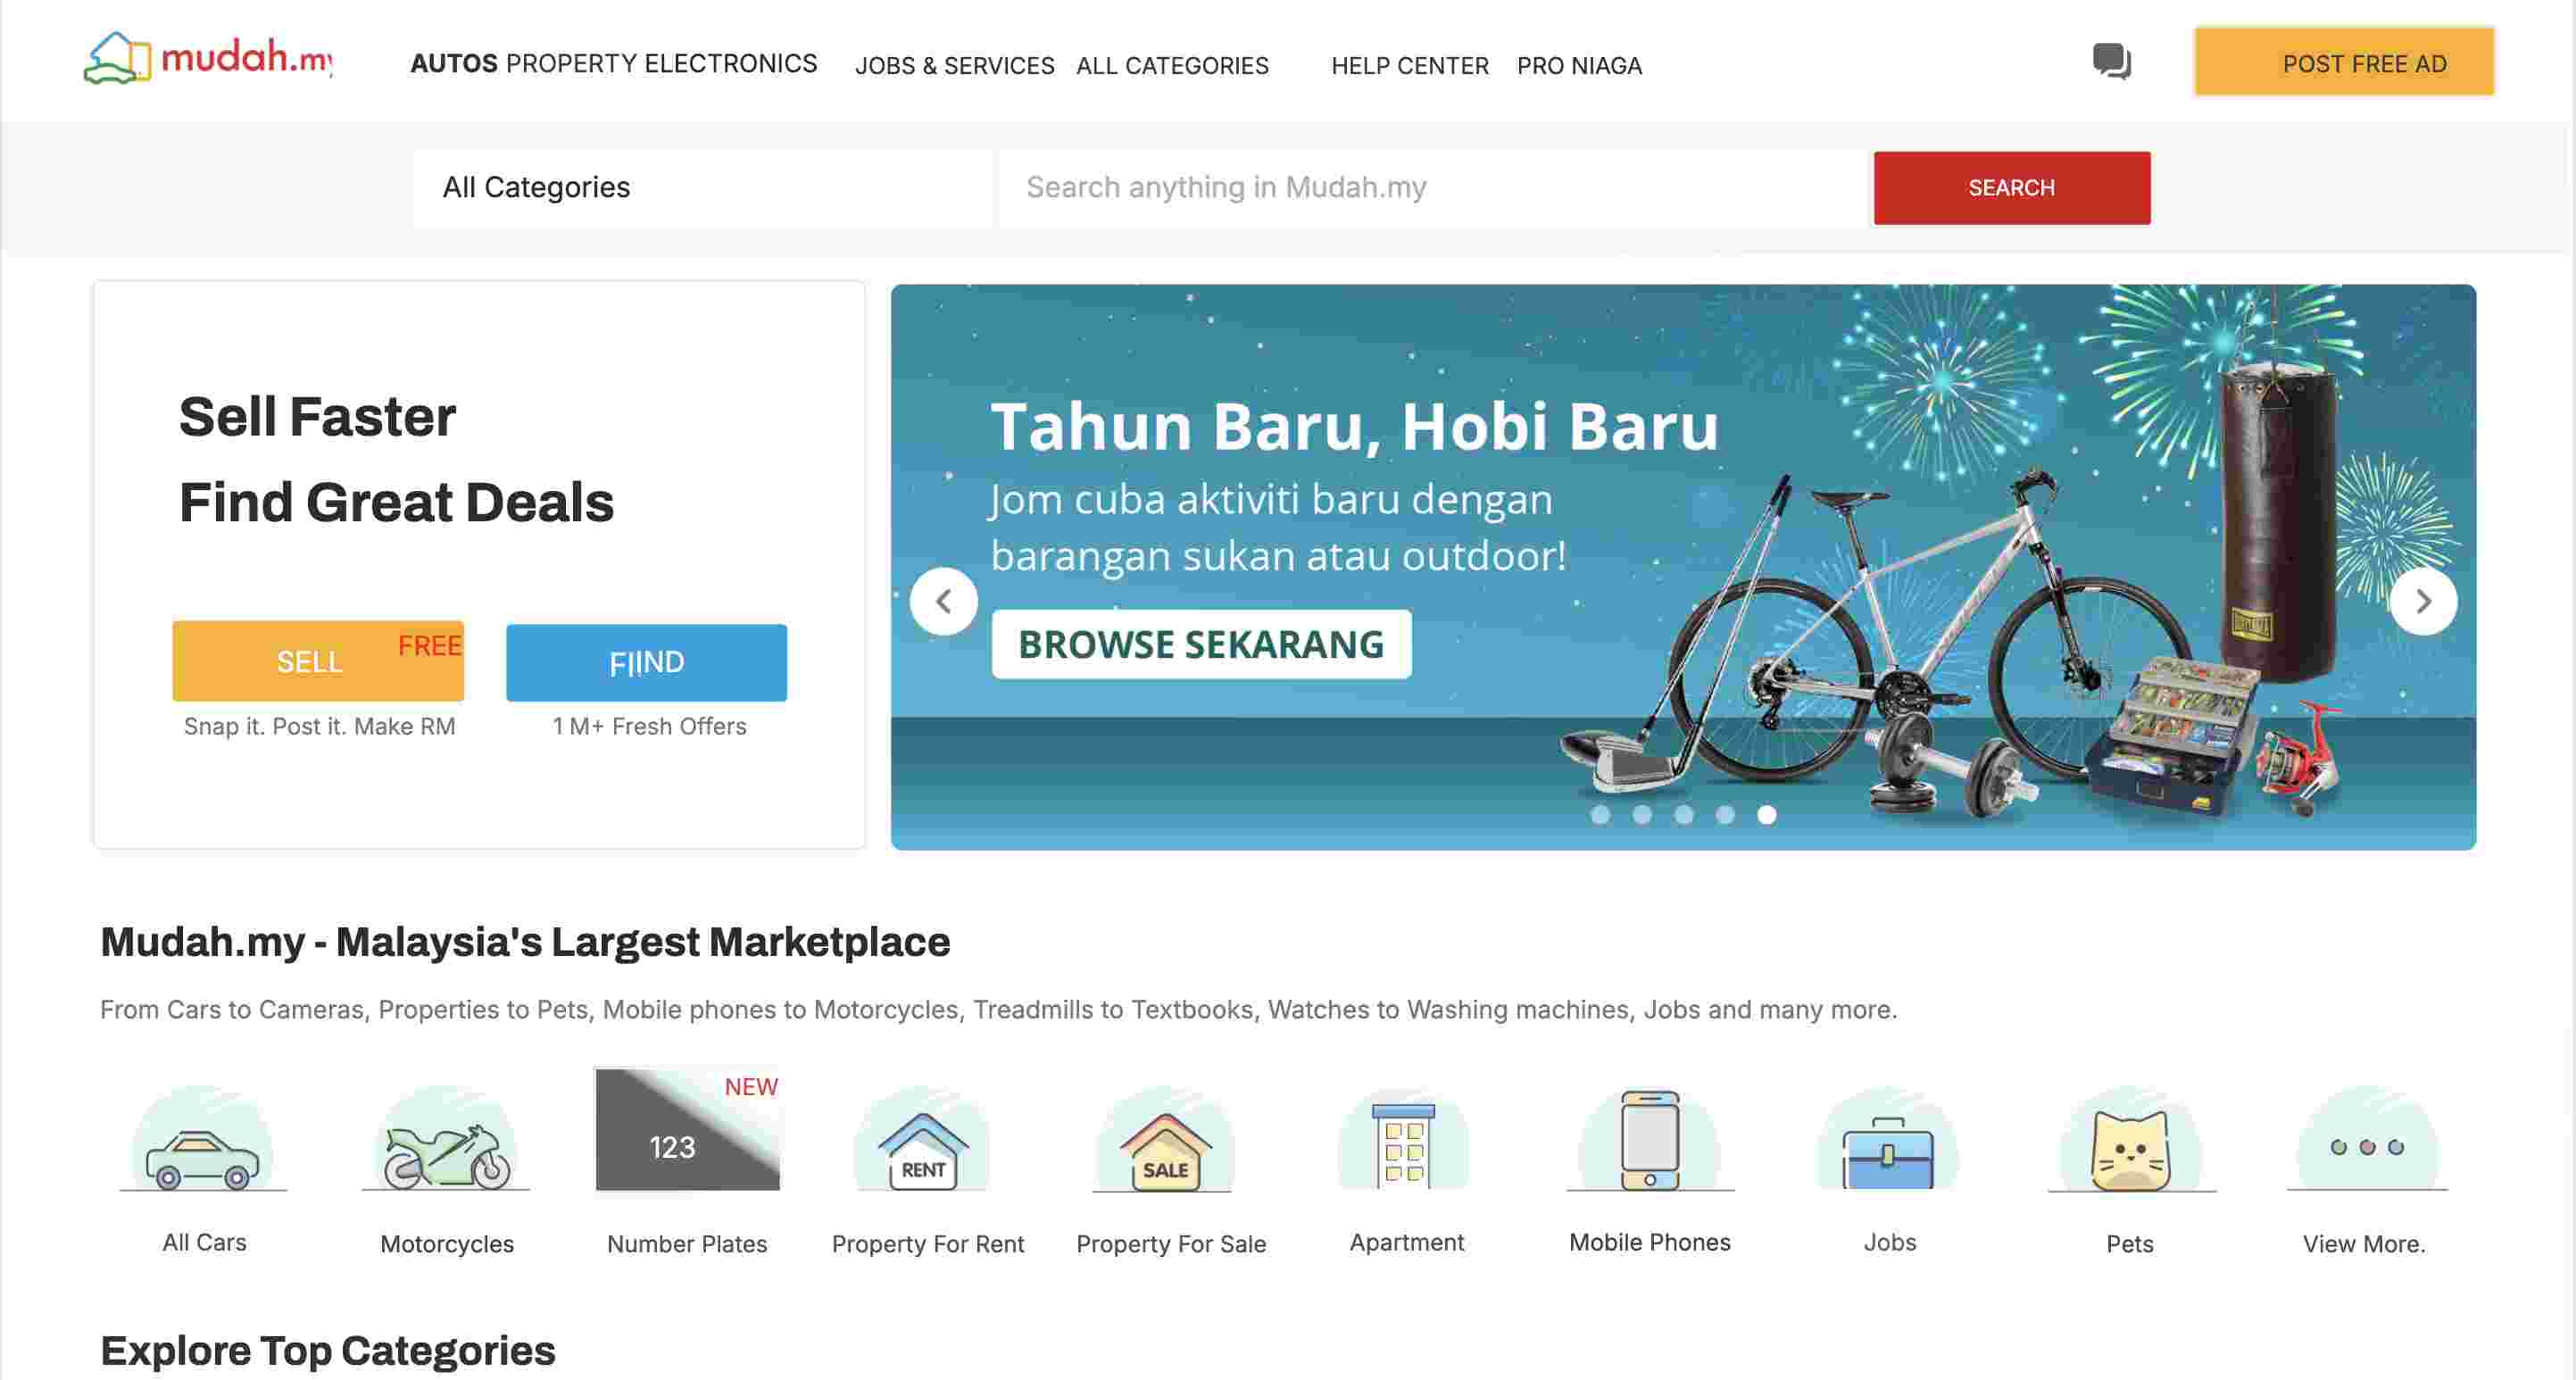 mudah.my
AUTOS PROPERTY ELECTRONICS JOBS & SERVICES ALL CATEGORIES HELP CENTER PRO NIAGA
POST FREE AD
All Categories
Search anything in Mudah.my
SEARCH
Sell Faster
Find Great Deals
SELL
FREE
FIIND
Snap it. Post it. Make RM
1 M+ Fresh Offers
Tahun Baru, Hobi Baru
Jom cuba aktiviti baru dengan
barangan sukan atau outdoor!
BROWSE SEKARANG
Mudah.my - Malaysia's Largest Marketplace
From Cars to Cameras, Properties to Pets, Mobile phones to Motorcycles, Treadmills to Textbooks, Watches to Washing machines, Jobs and many more.
NEW
123
RENT
SALE
All Cars
Motorcycles
Number Plates
Property For Rent
Property For Sale
Apartment
Mobile Phones
Jobs
Pets
View More.
Explore Top Categories